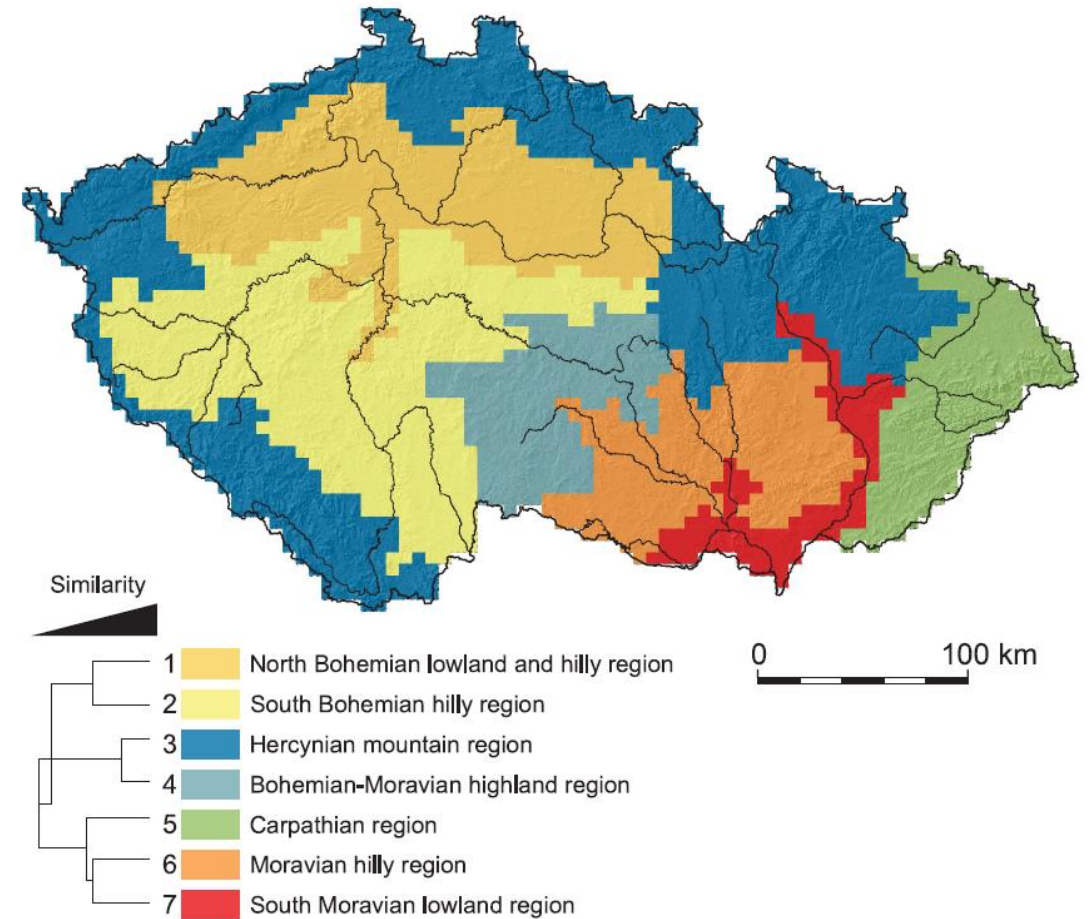 Similarity
1 North Bohemian lowland and hilly region
2 South Bohemian hilly region
3 Hercynian mountain region
4 Bohemian-Moravian highland region
5 Carpathian region
6 Moravian hilly region
7 South Moravian lowland region
0 100 km